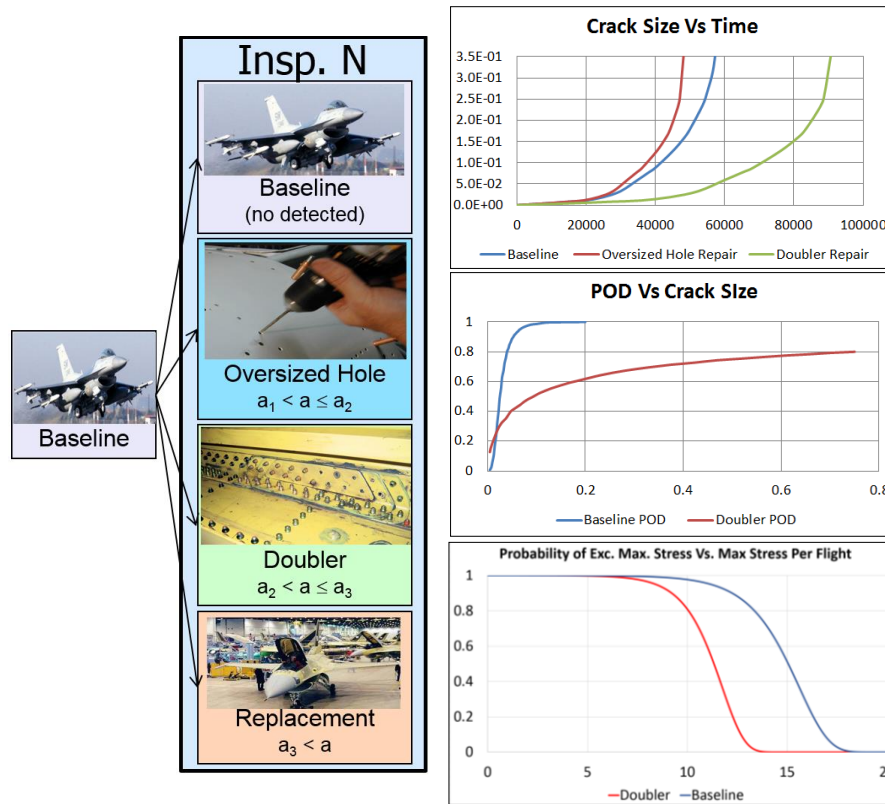 Insp. N
Baseline
(no detected)
Oversized Hole
a1 < a ≤ a2
Doubler
a2 < a ≤ a3
Replacement
a3 < a
Baseline
Crack Size Vs Time
3.5E-01
3.0E-01
2.5E-01
2.0E-01
1.5E-01
1.0E-01
5.0E-02
0.0E+00
0 20000 40000 60000 80000 100000
Baseline Oversized Hole Repair Doubler Repair
POD Vs Crack SIze
1
0.8
0.6
0.4
0.2
0
0 0.2 0.4 0.6 0.8
Baseline POD Doubler POD
Probability of Exc. Max. Stress Vs. Max Stress Per Flight
1
0.8
0.6
0.4
0.2
0
0 5 10 15 2
Doubler Baseline